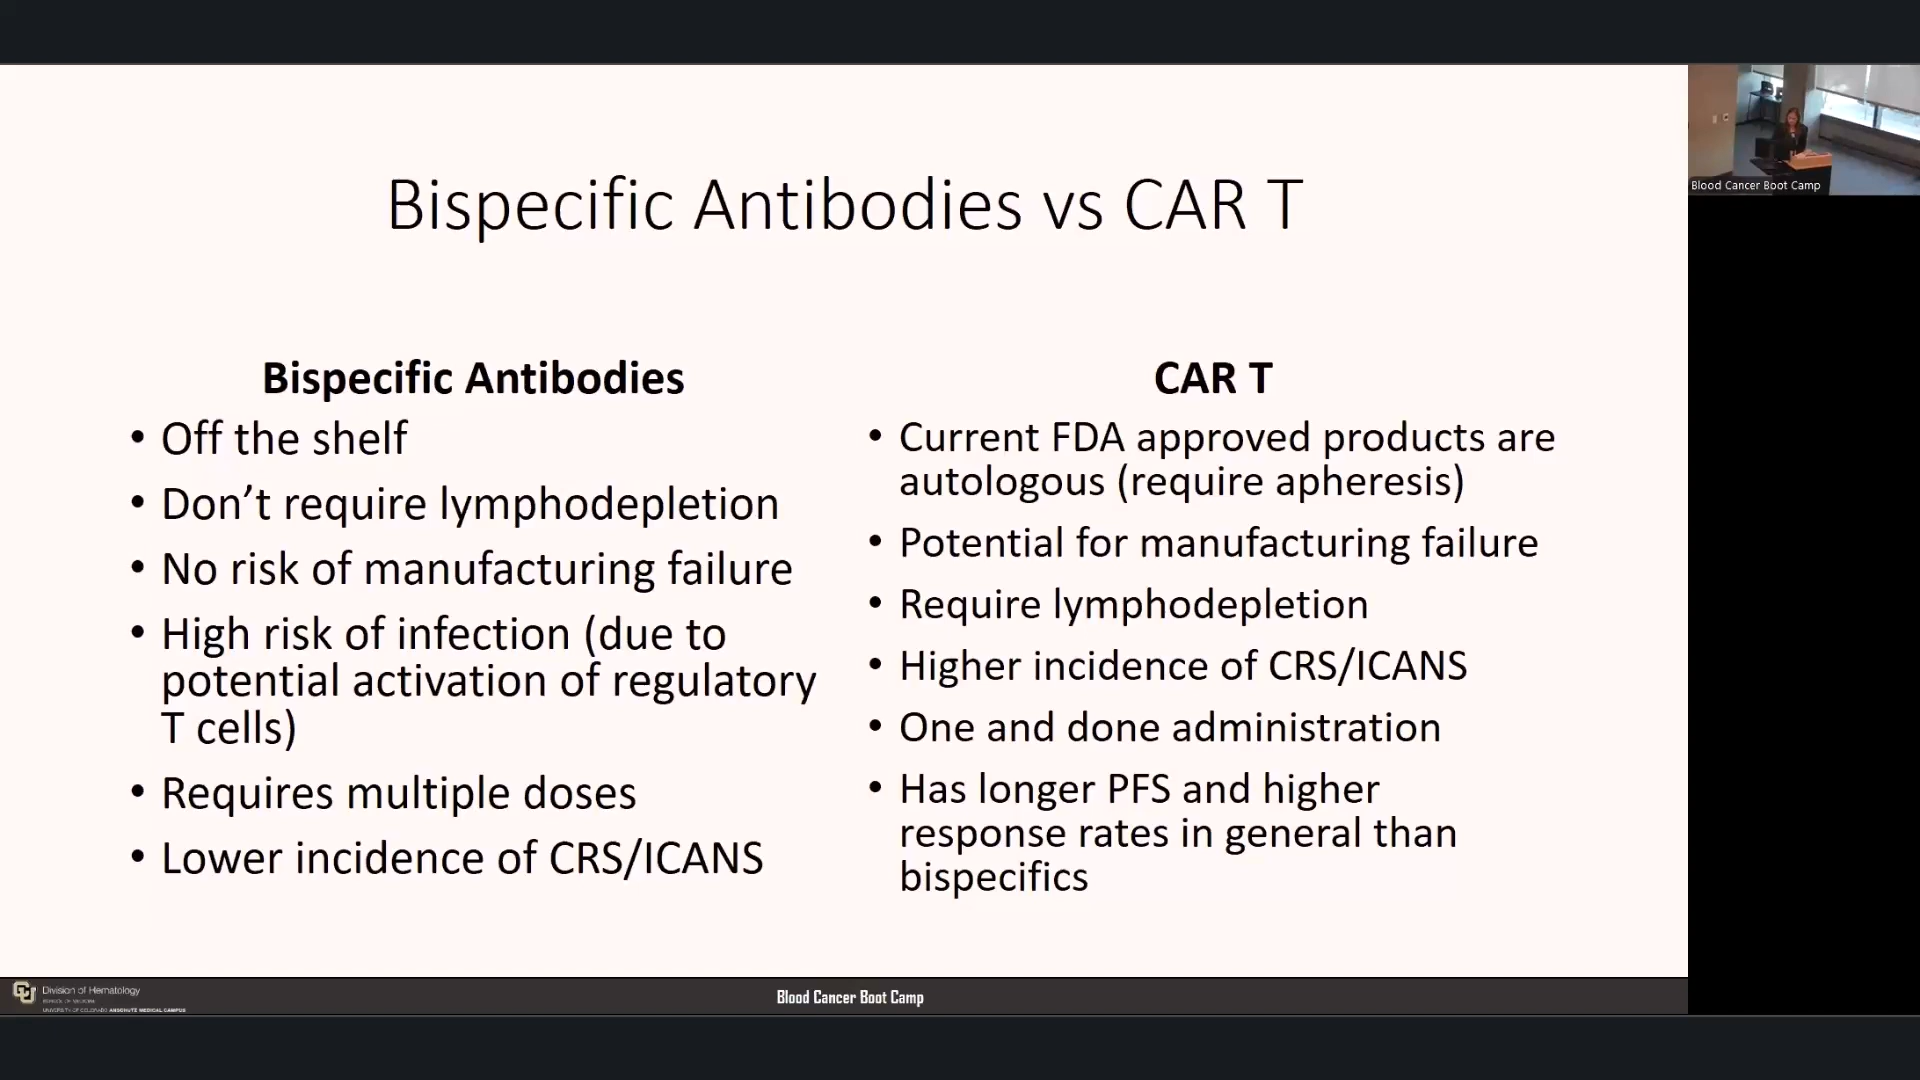 Bispecific Antibodies vs CAR T
Bispecific Antibodies
• Off the shelf
• Don’t require lymphodepletion
• No risk of manufacturing failure
• High risk of infection (due to
potential activation of regulatory
T cells)
• Requires multiple doses
• Lower incidence of CRS/ICANS
CAR T
• Current FDA approved products are
autologous (require apheresis)
• Potential for manufacturing failure
• Require lymphodepletion
• Higher incidence of CRS/ICANS
• One and done administration
• Has longer PFS and higher
response rates in general than
bispecifics
Blood Cancer Boot Camp
Division of Hematology
SCHOOL OF MEDICINE
UNIVERSITY OF COLORADO ANSCHUTZ MEDICAL CAMPUS
Blood Cancer Boot Camp